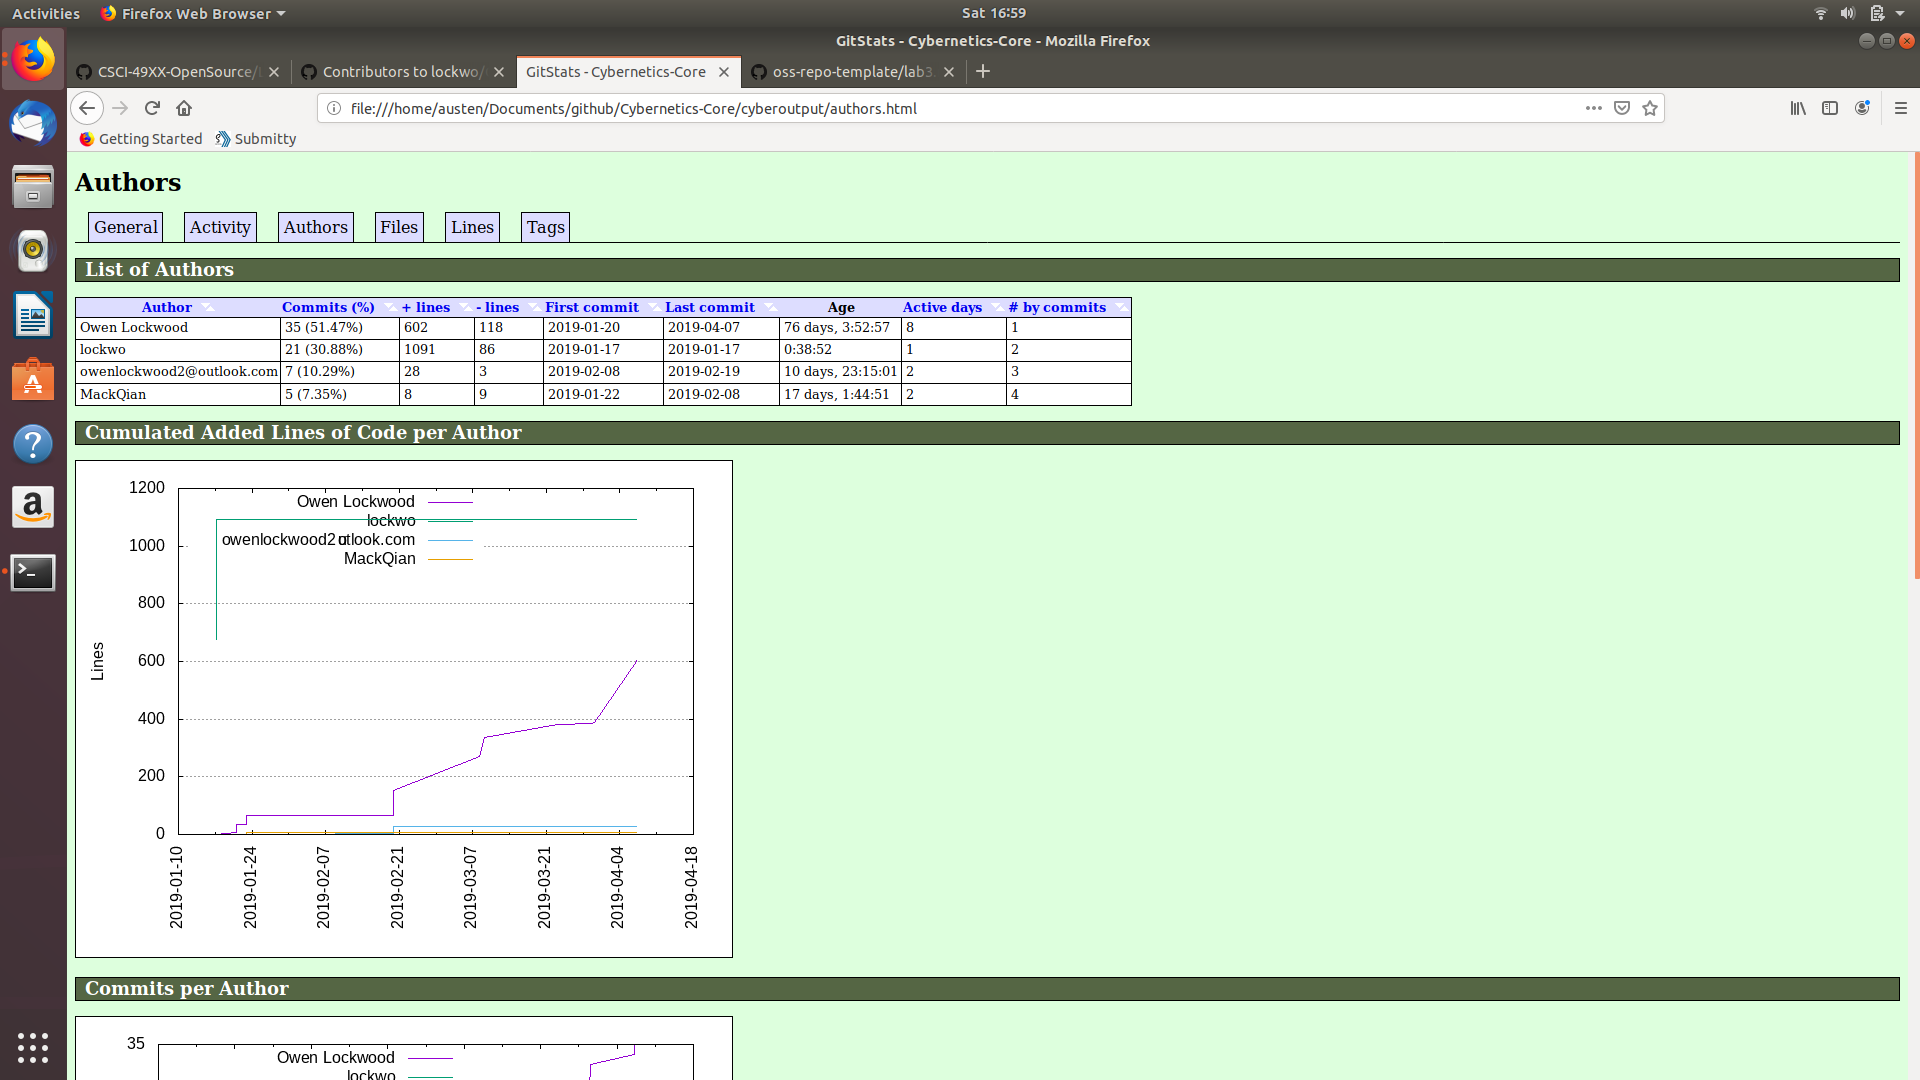 Activities Firefox Web Browser Sat 16:59
GitStats - Cybernetics-Core - Mozilla Firefox
CSCI-49XX-OpenSource/ Contributors to lockwo/ GitStats - Cybernetics-Core oss-repo-template/lab3
file:///home/austen/Documents/github/Cybernetics-Core/cyberoutput/authors.html
Getting Started Submitty
Authors
General Activity Authors Files Lines Tags
List of Authors
Author Commits (%) + lines - lines First commit Last commit Age Active days # by commits
Owen Lockwood 35 (51.47%) 602 118 2019-01-20 2019-04-07 76 days, 3:52:57 8 1
lockwo 21 (30.88%) 1091 86 2019-01-17 2019-01-17 0:38:52 1 2
owenlockwood2@outlook.com 7 (10.29%) 28 3 2019-02-08 2019-02-19 10 days, 23:15:01 2 3
MackQian 5 (7.35%) 8 9 2019-01-22 2019-02-08 17 days, 1:44:51 2 4
Cumulated Added Lines of Code per Author
1200
Owen Lockwood
lockwo
owenlockwood2 utlook.com
1000
MackQian
800
600
Lines
400
200
0
2019-01-10 2019-01-24 2019-02-07 2019-02-21 2019-03-07 2019-03-21 2019-04-04 2019-04-18
Commits per Author
35
Owen Lockwood
lockwo